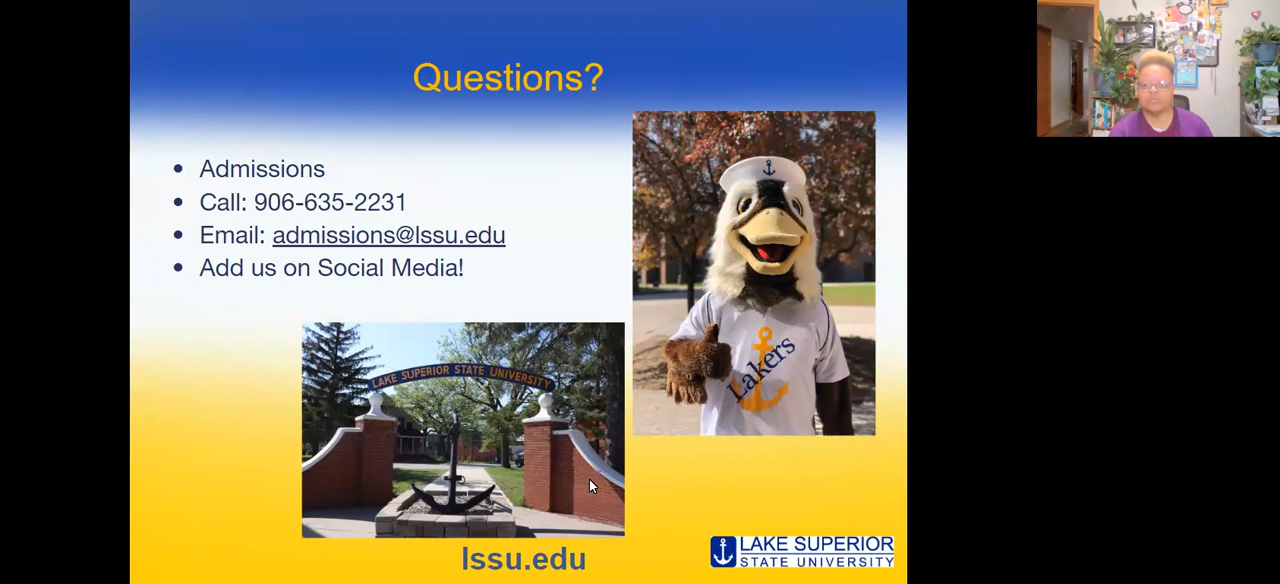 Questions?
• Admissions
• Call: 906-635-2231
• Email: admissions@lssu.edu
• Add us on Social Media!
Lakers
LAKE SUPERIOR STATE UNIVERSITY
lssu.edu
LAKE SUPERIOR
STATE UNIVERSITY